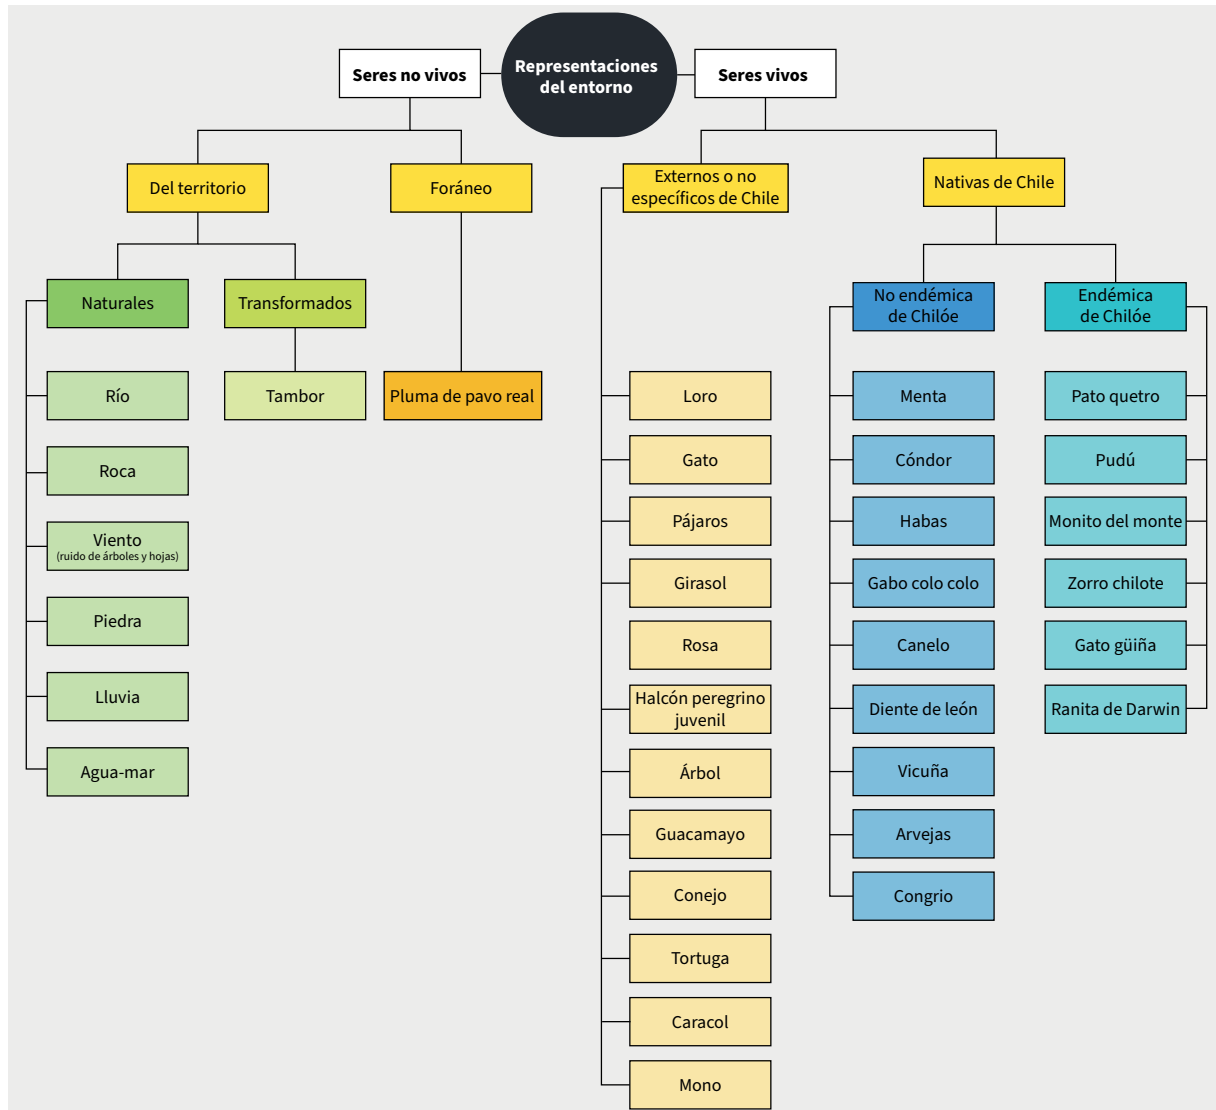 Representaciones
del entorno
Seres no vivos
Seres vivos
Del territorio
Foráneo
Externos o no
específicos de Chile
Nativas de Chile
Naturales
Transformados
No endémica
de Chilóe
Endémica
de Chilóe
Río
Roca
Viento
(ruido de árboles y hojas)
Piedra
Lluvia
Agua-mar
Tambor
Pluma de pavo real
Loro
Gato
Pájaros
Girasol
Rosa
Halcón peregrino
juvenil
Árbol
Guacamayo
Conejo
Tortuga
Caracol
Mono
Menta
Cóndor
Habas
Gabo colo colo
Canelo
Diente de león
Vicuña
Arvejas
Congrio
Pato quetro
Pudú
Monito del monte
Zorro chilote
Gato güiña
Ranita de Darwin